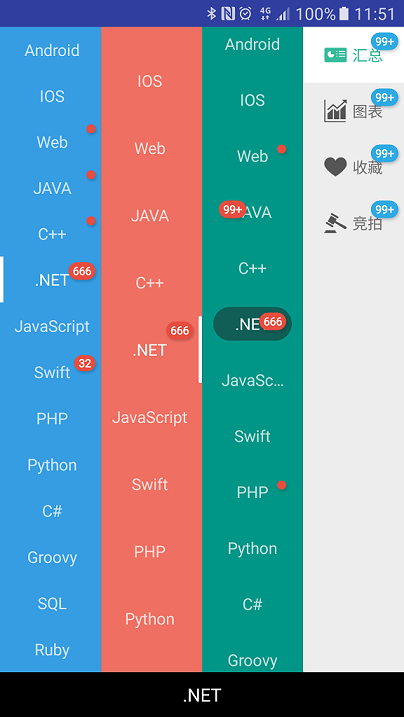 4G 100% 11:51
Android
IOS
Web
JAVA
C++
.NET 666
JavaScript
Swift 32
PHP
Python
C#
Groovy
SQL
Ruby
IOS
Web
JAVA
C++
666
.NET
JavaScript
Swift
PHP
Python
Android
IOS
Web
99+ AVA
C++
.NE 666
JavaSc...
Swift
PHP
Python
C#
Groovy
99+
汇总
99+
图表
99+
收藏
99+
竞拍
.NET